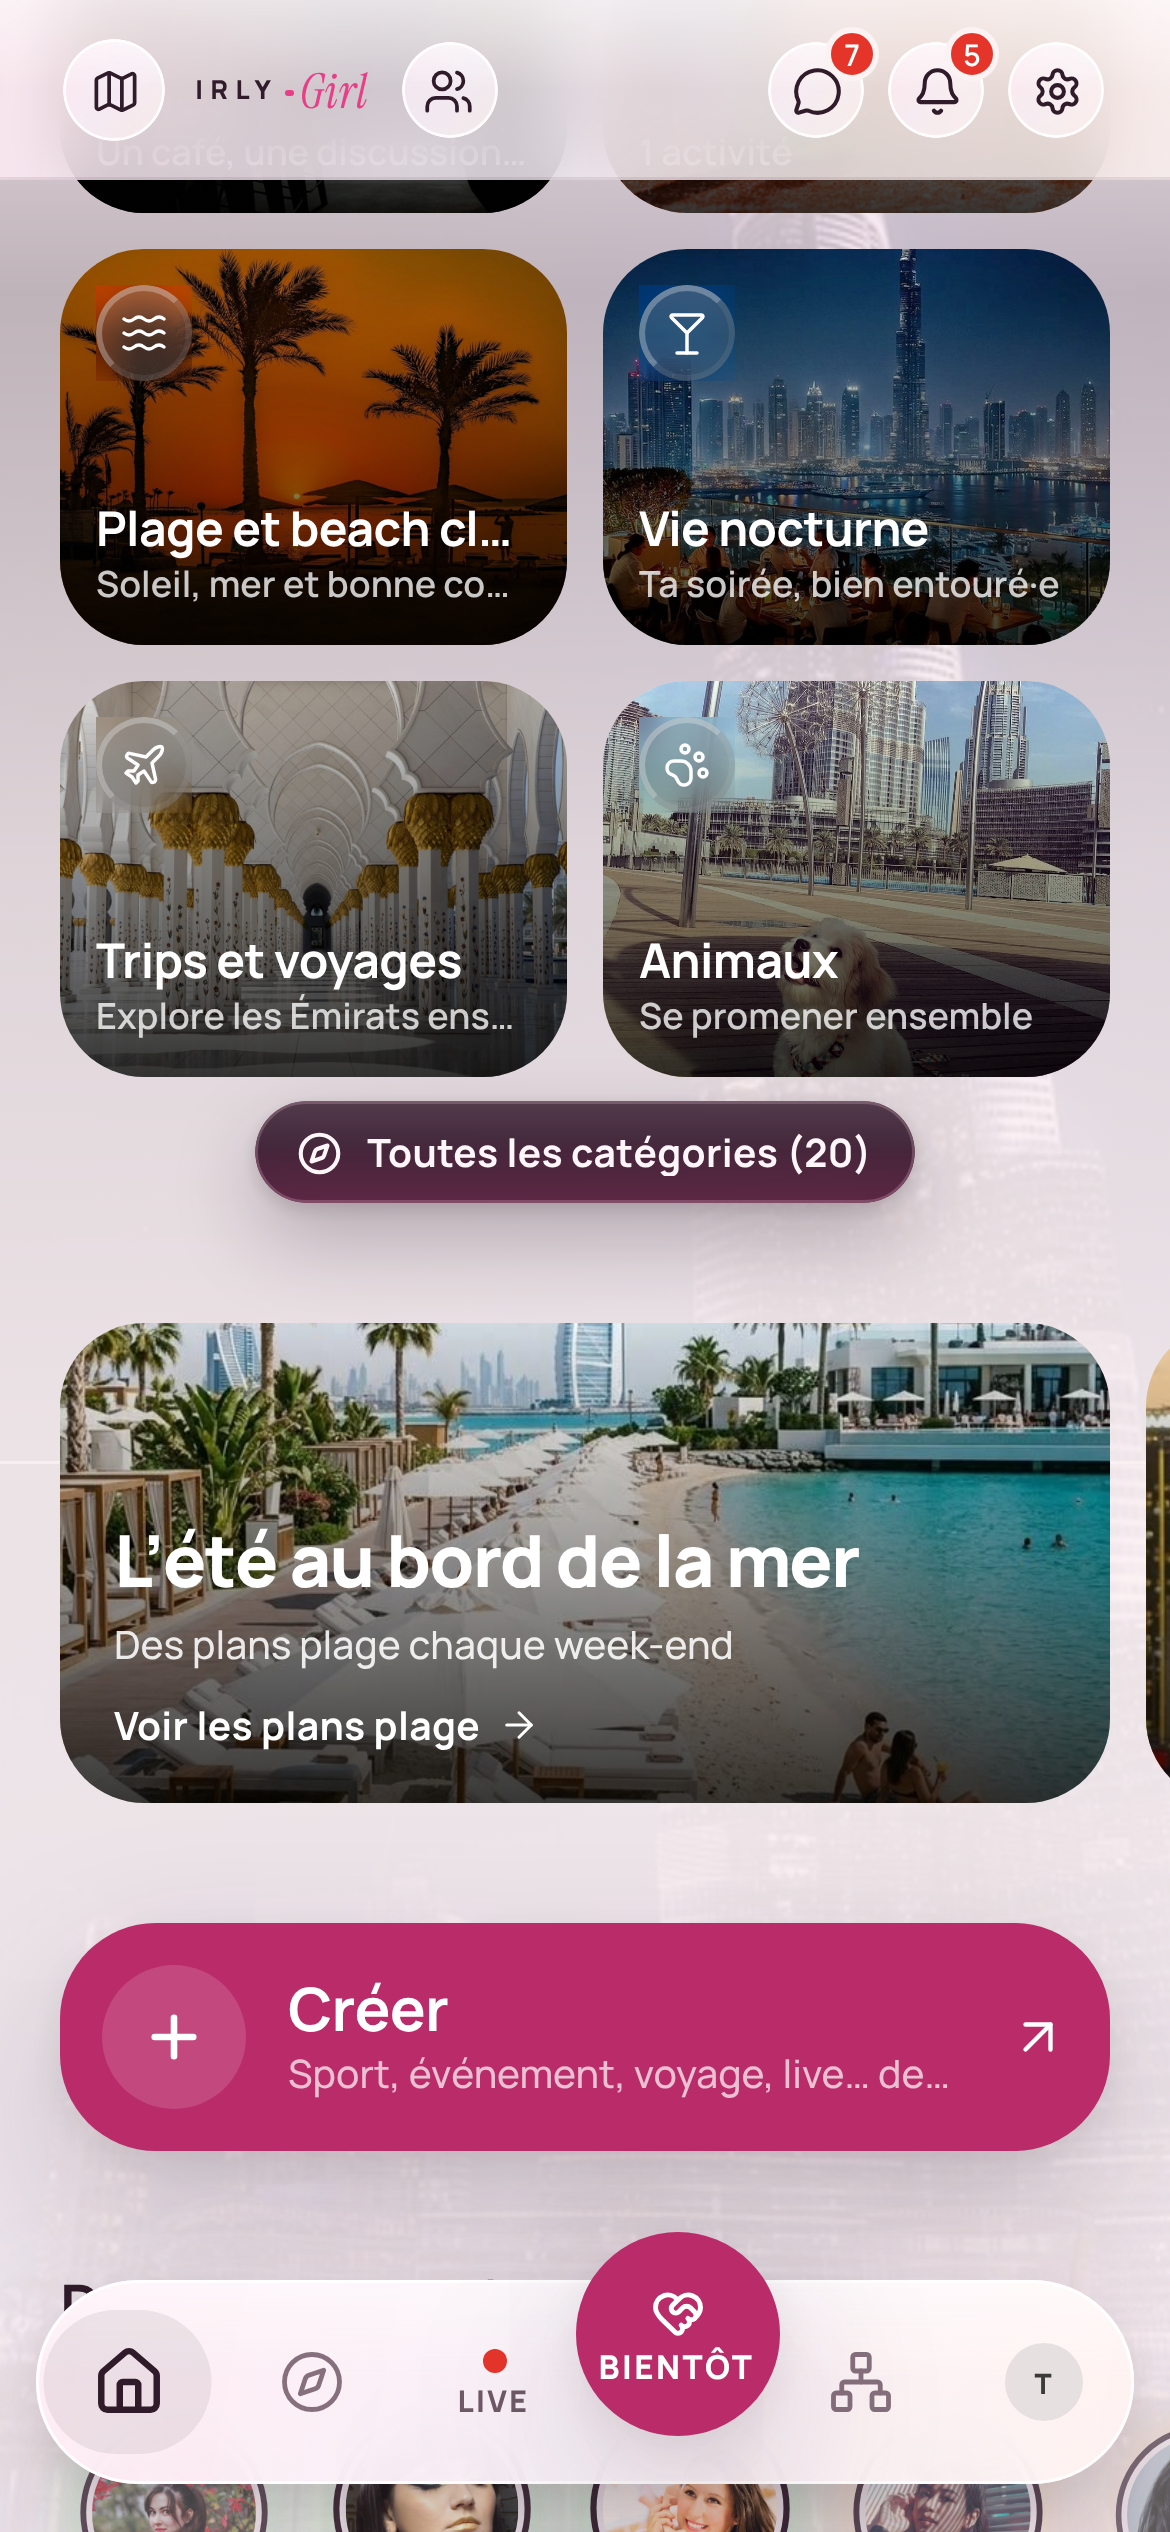 IRLY • Girl
7
5
Un café, une discussion...
1 activité
Plage et beach cl...
Soleil, mer et bonne co...
Vie nocturne
Ta soirée, bien entouré·e
Trips et voyages
Explore les Émirats ens...
Animaux
Se promener ensemble
Toutes les catégories (20)
L'été au bord de la mer
Des plans plage chaque week-end
Voir les plans plage →
Créer
Sport, événement, voyage, live... de...
LIVE
BIENTÔT
T